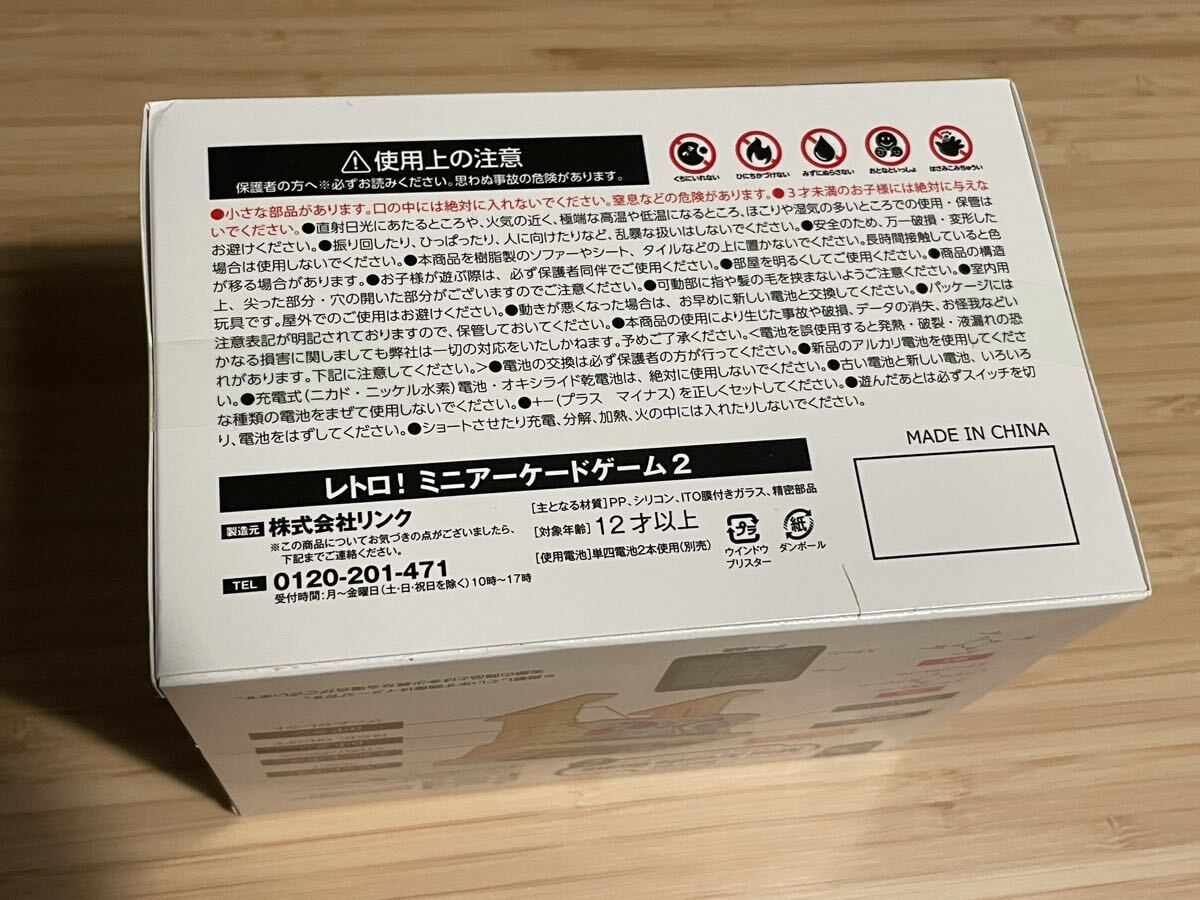 ⚠使用上の注意
保護者の方へ※必ずお読みください。思わぬ事故の危険があります。
くちにいれない ひにちかづけない みずにぬらさない おとなといっしょ はさみこみちゅうい
●小さな部品があります。口の中には絶対に入れないでください。窒息などの危険があります。●3才未満のお子様には絶対に与えな
いでください。●直射日光にあたるところや、火気の近く、極端な高温や低温になるところ、ほこりや湿気の多いところでの使用・保管は
お避けください。●振り回したり、ひっぱったり、人に向けたりなど、乱暴な扱いはしないでください。●安全のため、万一破損・変形した
場合は使用しないでください。●本商品を樹脂製のソファーやシート、タイルなどの上に置かないでください。長時間接触していると色
が移る場合があります。●お子様が遊ぶ際は、必ず保護者同伴でご使用ください。●部屋を明るくしてご使用ください。●商品の構造
上、尖った部分・穴の開いた部分がございますのでご注意ください。●可動部に指や髪の毛を挟まないようご注意ください。●室内用
玩具です。屋外でのご使用はお避けください。●動きが悪くなった場合は、お早めに新しい電池と交換してください。●パッケージには
注意表記が明記されておりますので、保管しておいてください。●本商品の使用により生じた事故や破損、データの消失、お怪我などい
かなる損害に関しましても弊社は一切の対応をいたしかねます。予めご了承ください。<電池を誤使用すると発熱・破裂・液漏れの恐
れがあります。下記に注意してください。>●電池の交換は必ず保護者の方が行ってください。●新品のアルカリ電池を使用してくださ
い。●充電式(ニカド・ニッケル水素)電池・オキシライド乾電池は、絶対に使用しないでください。●古い電池と新しい電池、いろいろ
な種類の電池をまぜて使用しないでください。●+-(プラス マイナス)を正しくセットしてください。●遊んだあとは必ずスイッチを切
り、電池をはずしてください。●ショートさせたり充電、分解、加熱、火の中には入れたりしないでください。
MADE IN CHINA
レトロ! ミニアーケードゲーム2
製造元 株式会社リンク
※この商品についてお気づきの点がございましたら、
下記までご連絡ください。
TEL 0120-201-471
受付時間:月〜金曜日(土・日・祝日を除く)10時〜17時
[主となる材質]PP、シリコン、ITO膜付きガラス、精密部品
[対象年齢]12才以上
[使用電池]単四電池2本使用(別売)
プラ
ウインドウ
ブリスター
紙
ダンボール